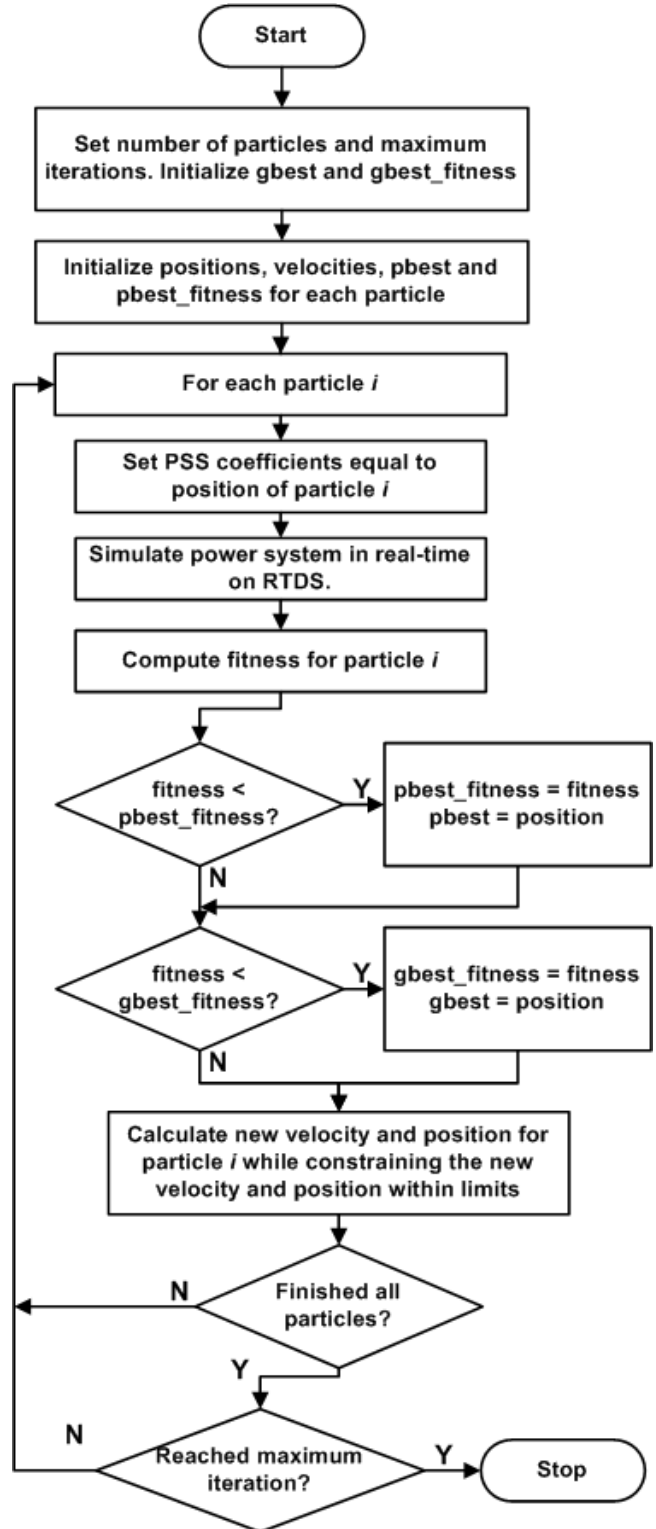 Start
Set number of particles and maximum
iterations. Initialize gbest and gbest_fitness
Initialize positions, velocities, pbest and
pbest_fitness for each particle
For each particle i
Set PSS coefficients equal to
position of particle i
Simulate power system in real-time
on RTDS.
Compute fitness for particle i
fitness <
pbest_fitness?
Y
pbest_fitness = fitness
pbest = position
N
fitness <
gbest_fitness?
Y
gbest_fitness = fitness
gbest = position
N
Calculate new velocity and position for
particle i while constraining the new
velocity and position within limits
Finished all
particles?
N
Y
Reached maximum
iteration?
N
Y
Stop